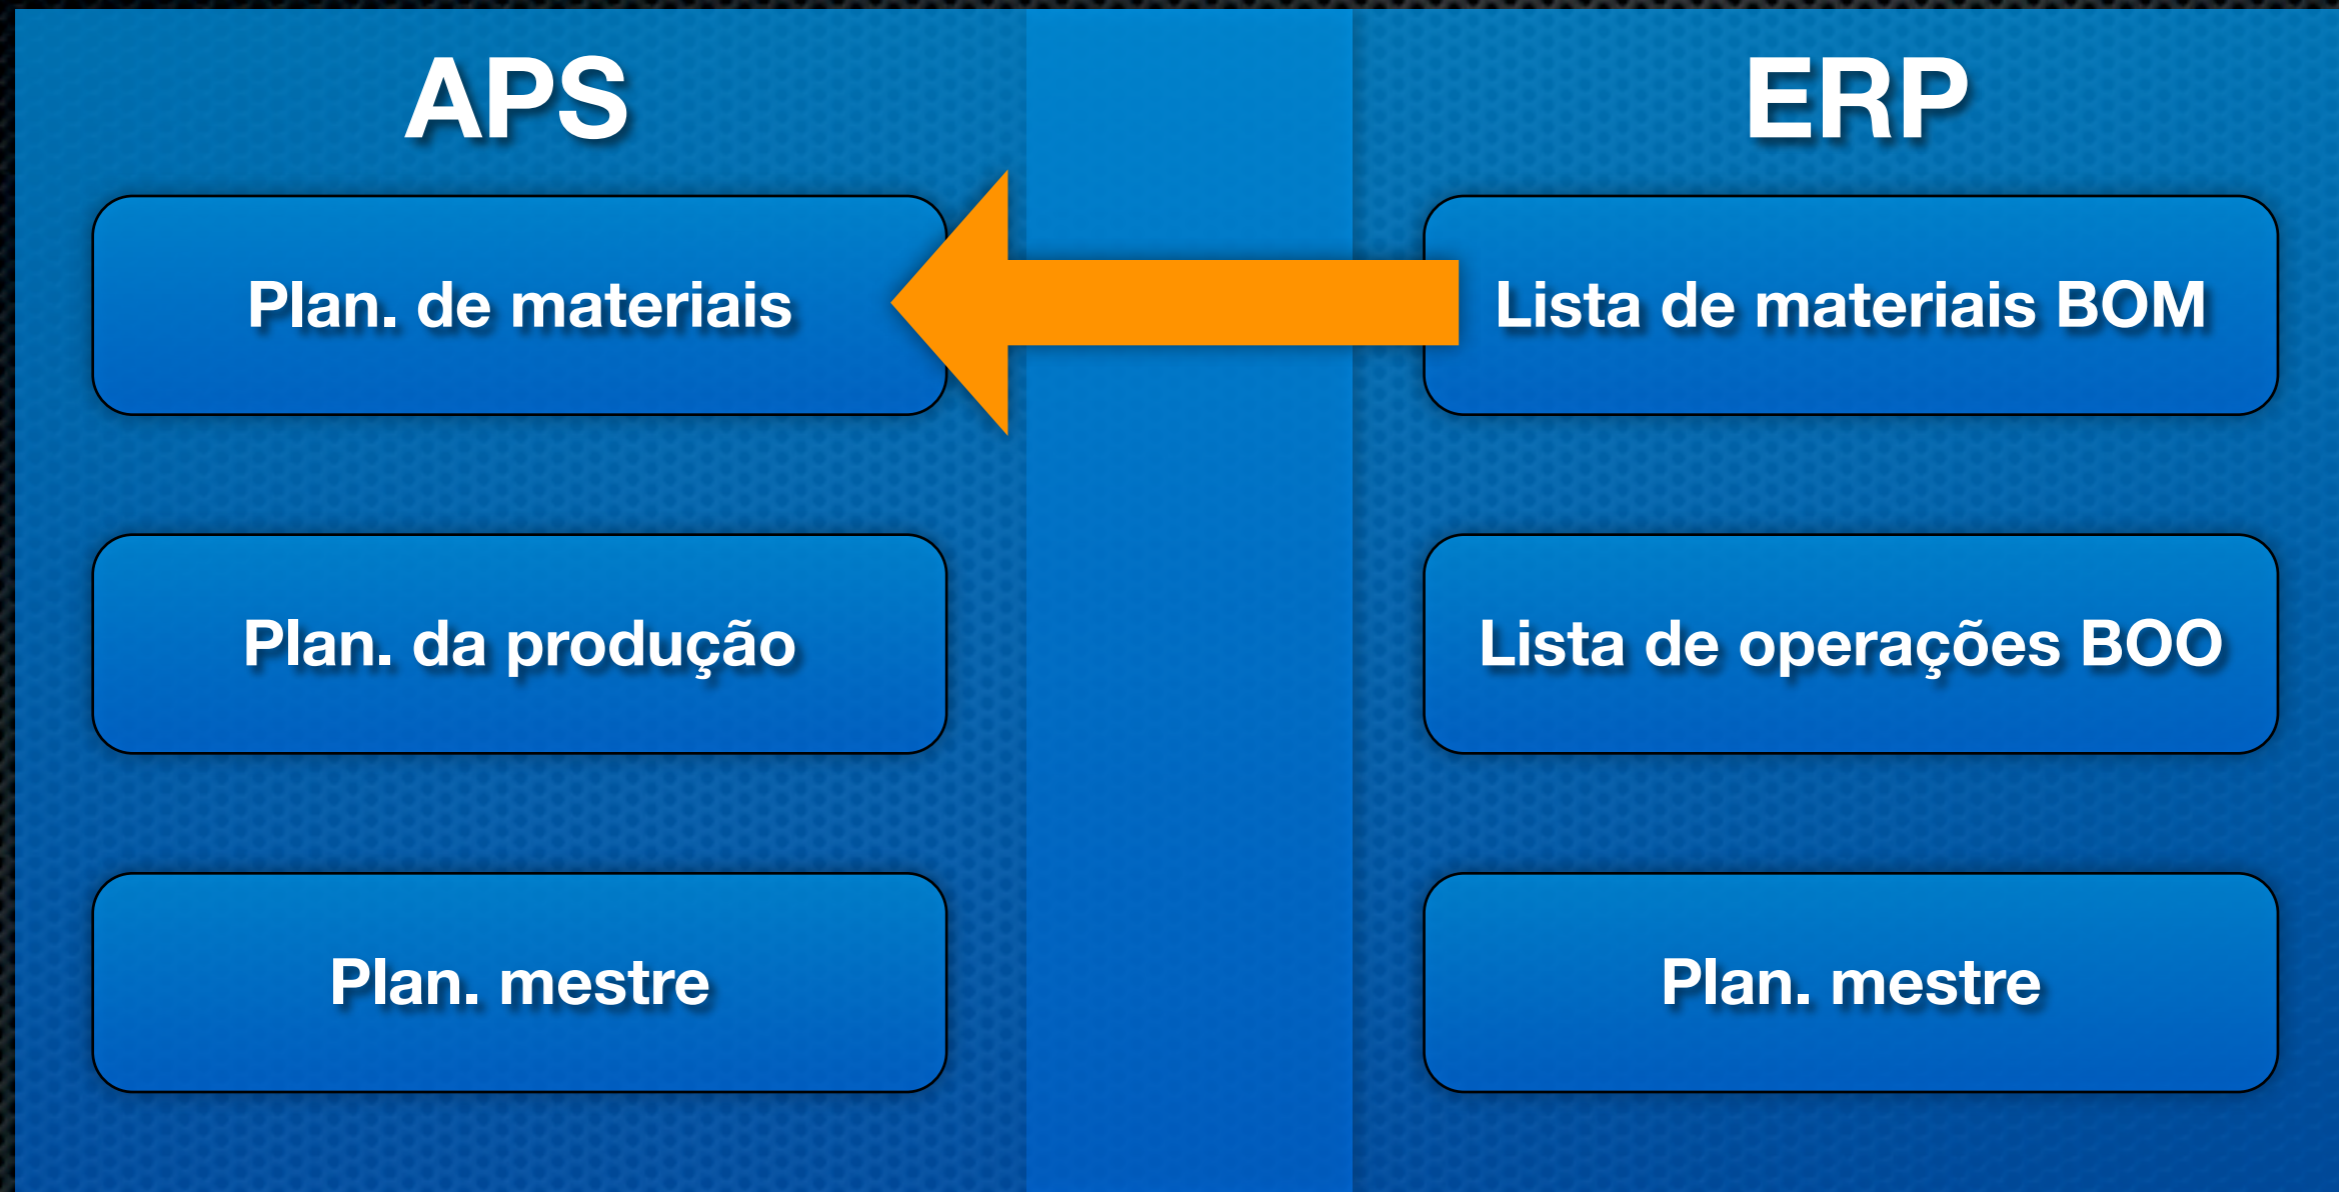 APS
ERP
Plan. de materiais
Lista de materiais BOM
Plan. da produção
Lista de operações BOO
Plan. mestre
Plan. mestre